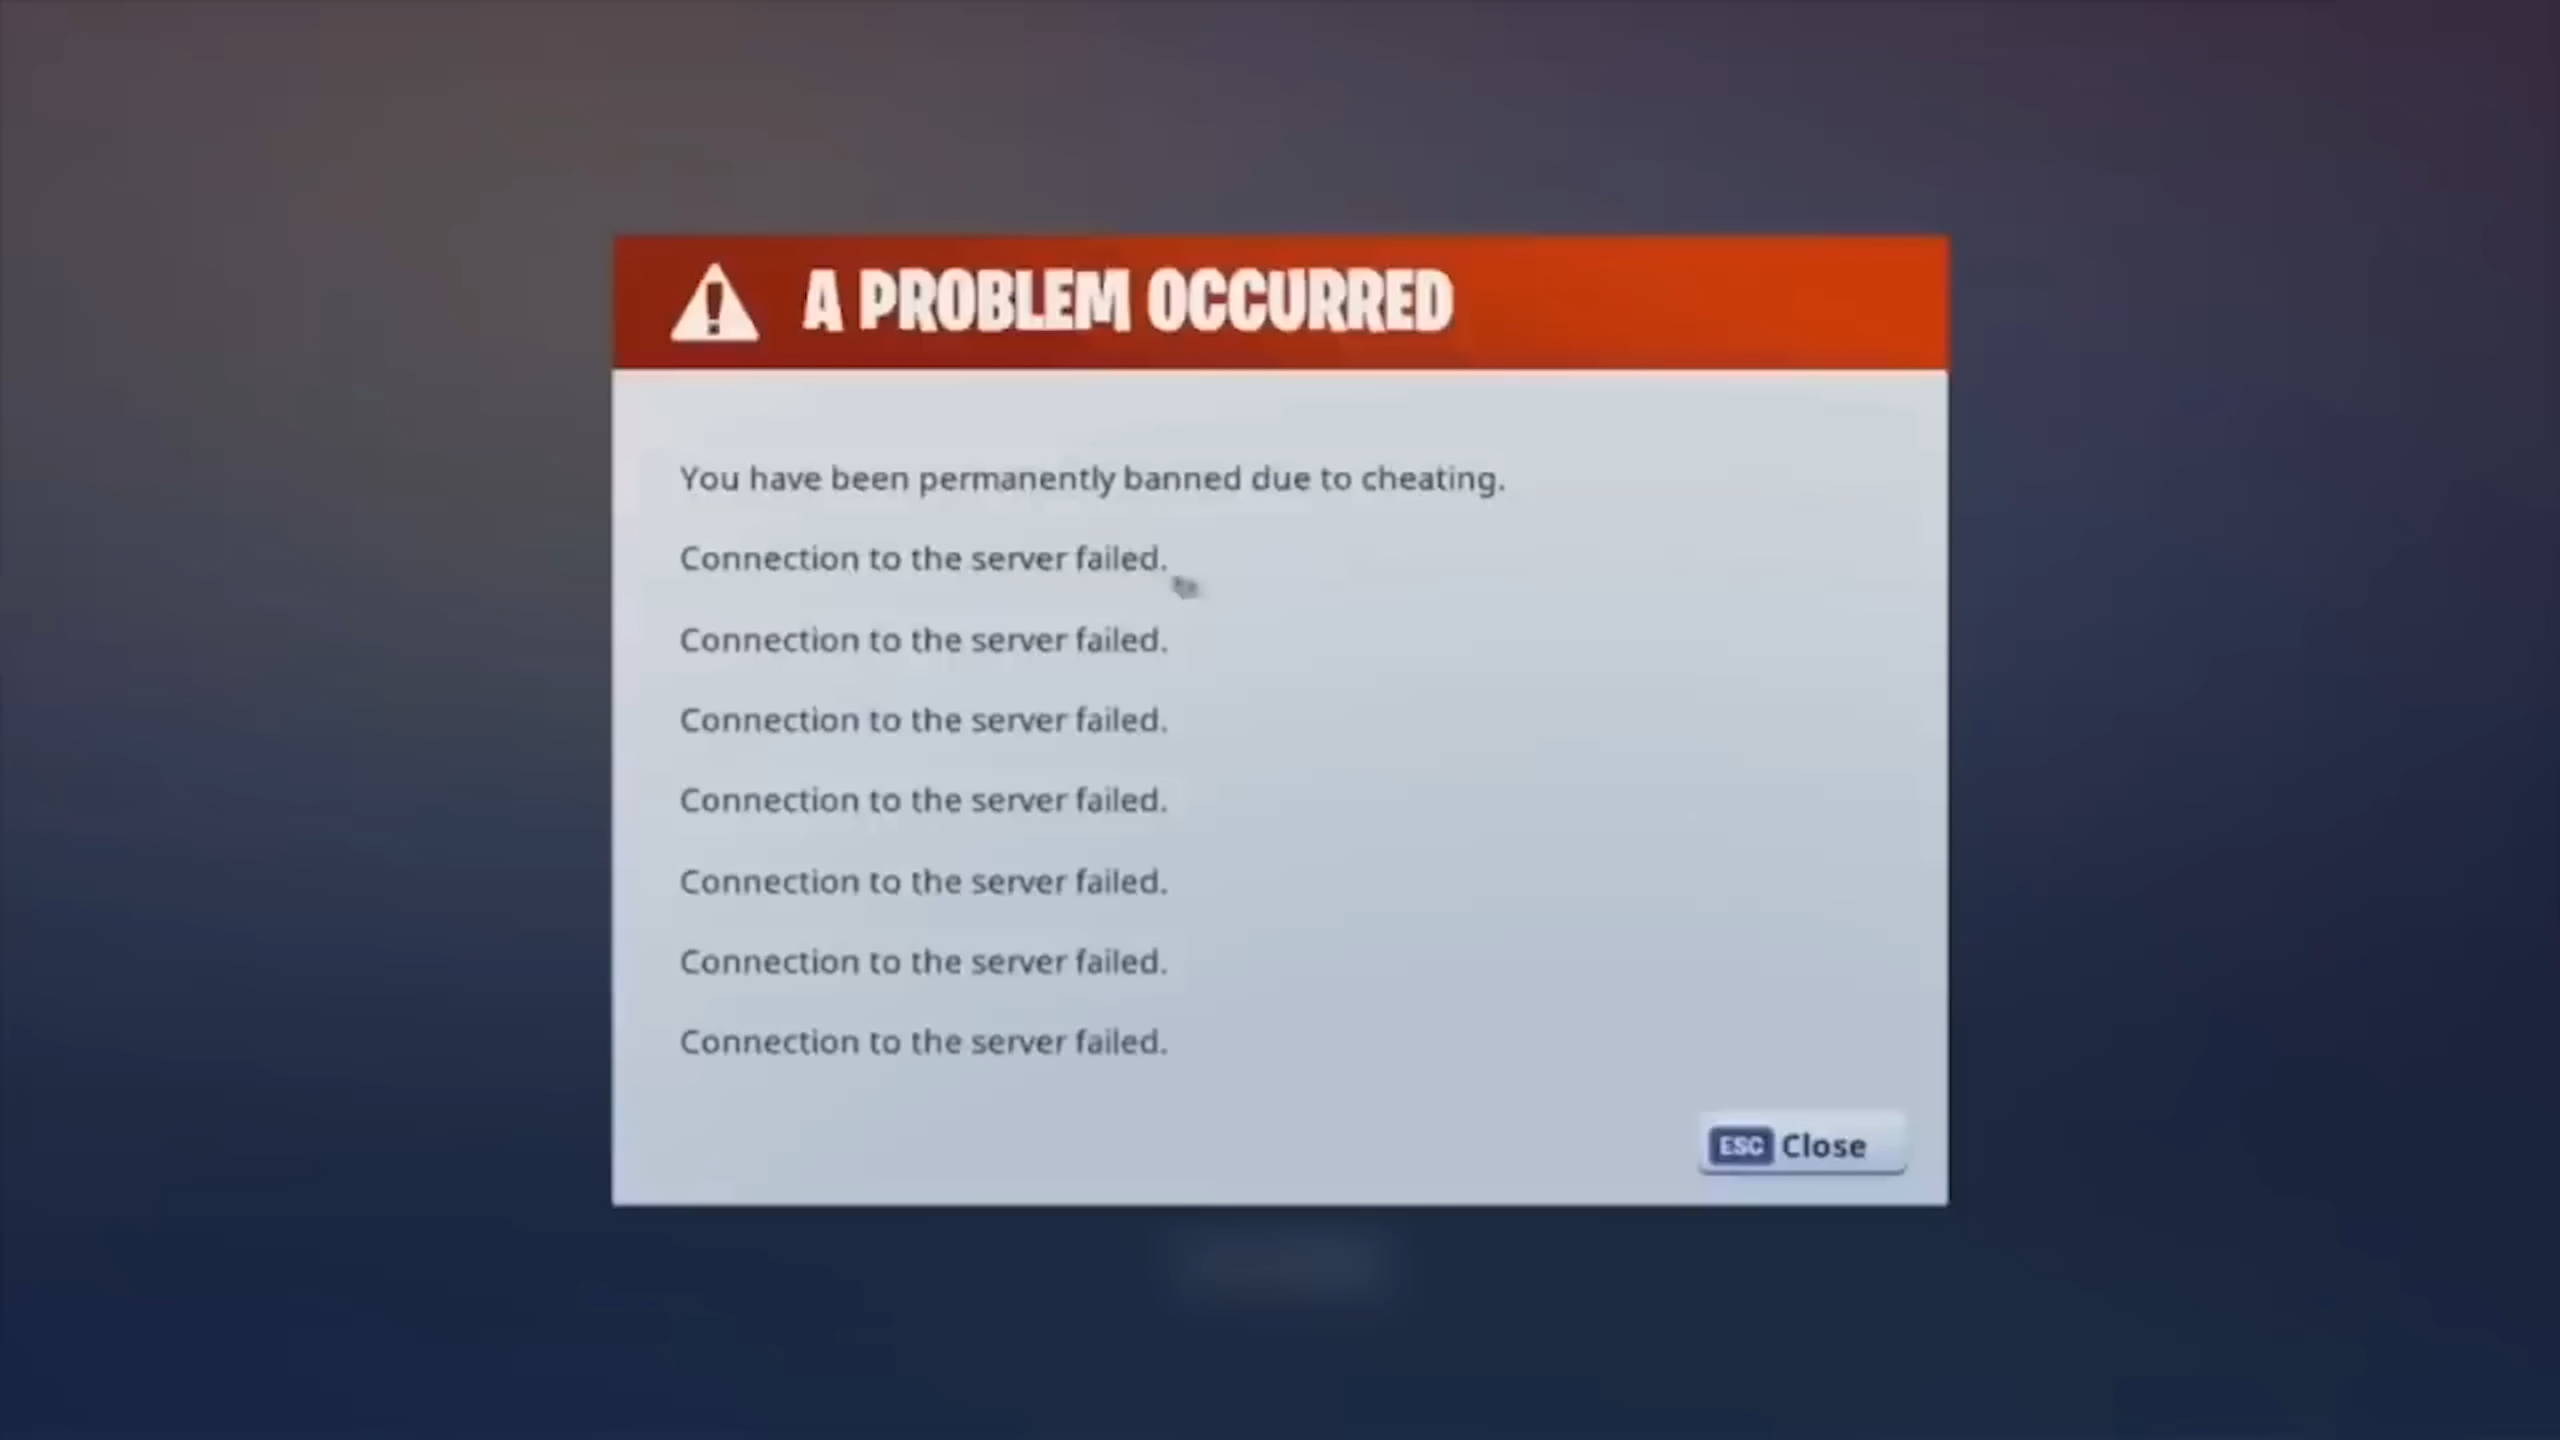 A PROBLEM OCCURRED
You have been permanently banned due to cheating.
Connection to the server failed.
Connection to the server failed.
Connection to the server failed.
Connection to the server failed.
Connection to the server failed.
Connection to the server failed.
Connection to the server failed.
ESC Close